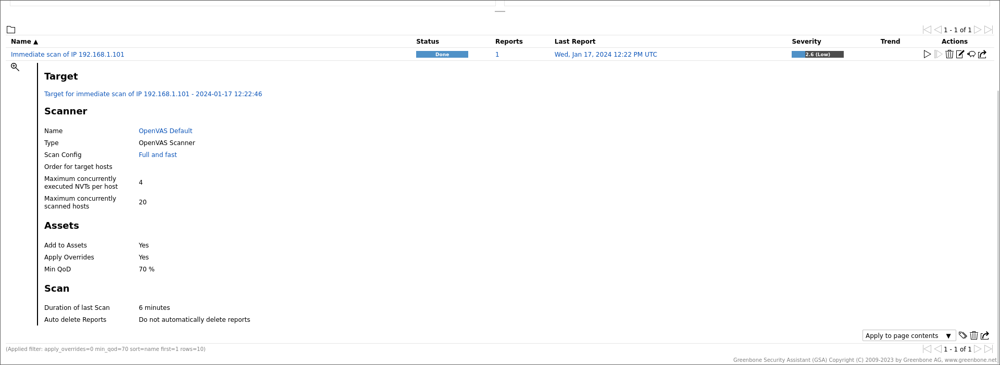 1 - 1 of 1
Name ▲ Status Reports Last Report Severity Trend Actions
Immediate scan of IP 192.168.1.101 Done 1 Wed, Jan 17, 2024 12:22 PM UTC 2.6 (Low)
Target
Target for immediate scan of IP 192.168.1.101 - 2024-01-17 12:22:46
Scanner
Name OpenVAS Default
Type OpenVAS Scanner
Scan Config Full and fast
Order for target hosts
Maximum concurrently
executed NVTs per host 4
Maximum concurrently
scanned hosts 20
Assets
Add to Assets Yes
Apply Overrides Yes
Min QoD 70 %
Scan
Duration of last Scan 6 minutes
Auto delete Reports Do not automatically delete reports
Apply to page contents ▼
(Applied filter: apply_overrides=0 min_qod=70 sort=name first=1 rows=10) 1 - 1 of 1
Greenbone Security Assistant (GSA) Copyright (C) 2009-2023 by Greenbone AG, www.greenbone.net